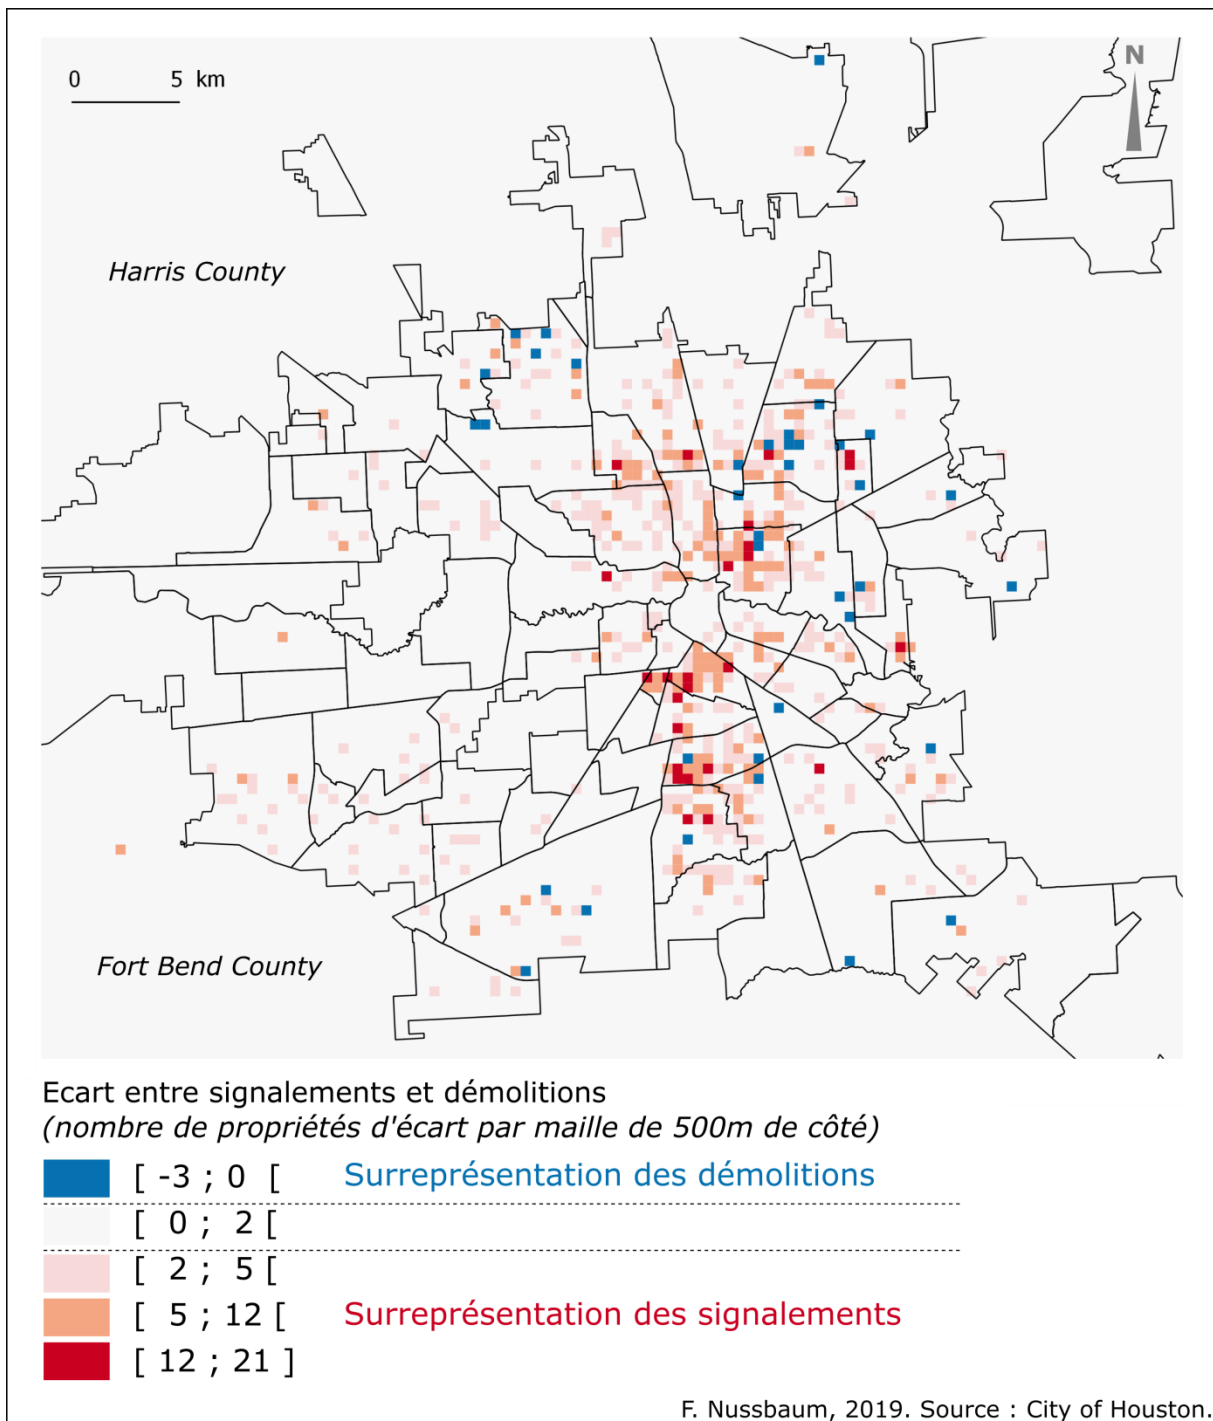 0 5 km
N
Harris County
Fort Bend County
Ecart entre signalements et démolitions
(nombre de propriétés d'écart par maille de 500m de côté)
[ -3 ; 0 [ Surreprésentation des démolitions
[ 0 ; 2 [
[ 2 ; 5 [
[ 5 ; 12 [ Surreprésentation des signalements
[ 12 ; 21 ]
F. Nussbaum, 2019. Source : City of Houston.